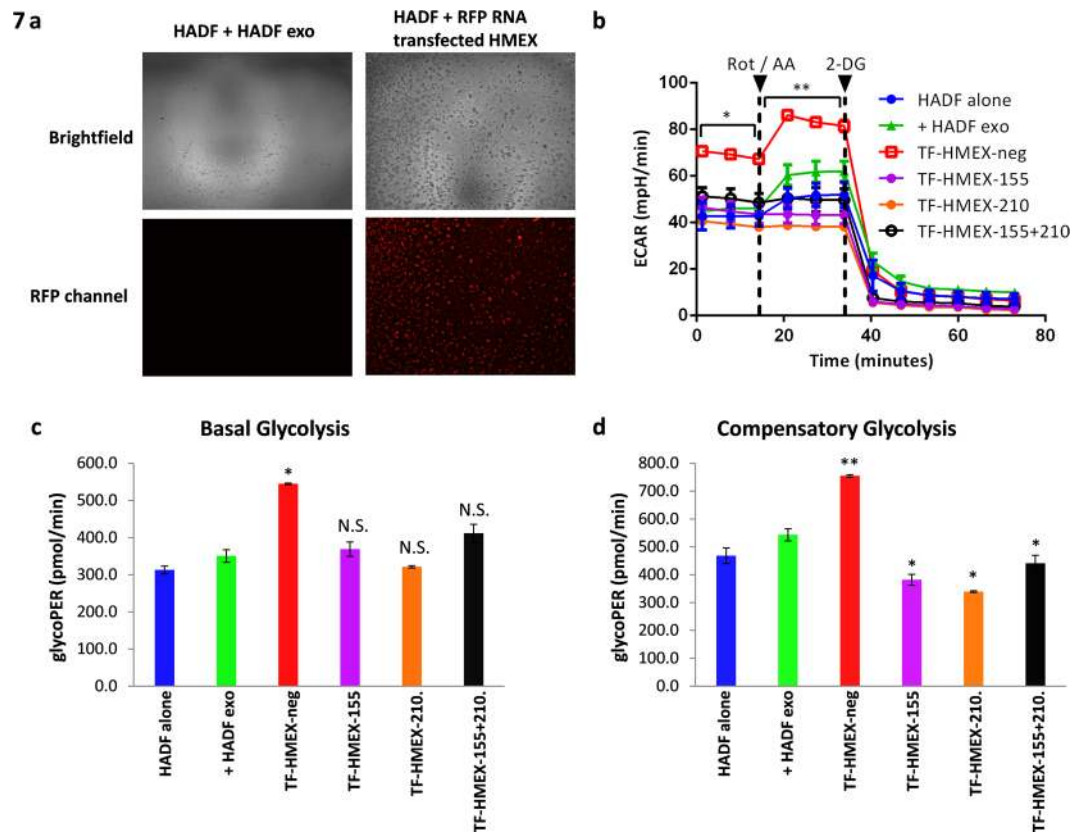 7 a
HADF + HADF exo
HADF + RFP RNA
transfected HMEX
Brightfield
RFP channel
b
Rot / AA
2-DG
*
**
ECAR (mpH/min)
100
80
60
40
20
0
0
20
40
60
80
Time (minutes)
HADF alone
+ HADF exo
TF-HMEX-neg
TF-HMEX-155
TF-HMEX-210
TF-HMEX-155+210
c
Basal Glycolysis
glycoPER (pmol/min)
600.0
500.0
400.0
300.0
200.0
100.0
0.0
*
N.S.
N.S.
N.S.
HADF alone
+ HADF exo
TF-HMEX-neg
TF-HMEX-155
TF-HMEX-210.
TF-HMEX-155+210.
d
Compensatory Glycolysis
glycoPER (pmol/min)
800.0
700.0
600.0
500.0
400.0
300.0
200.0
100.0
0.0
**
*
*
*
HADF alone
+ HADF exo
TF-HMEX-neg
TF-HMEX-155
TF-HMEX-210.
TF-HMEX-155+210.